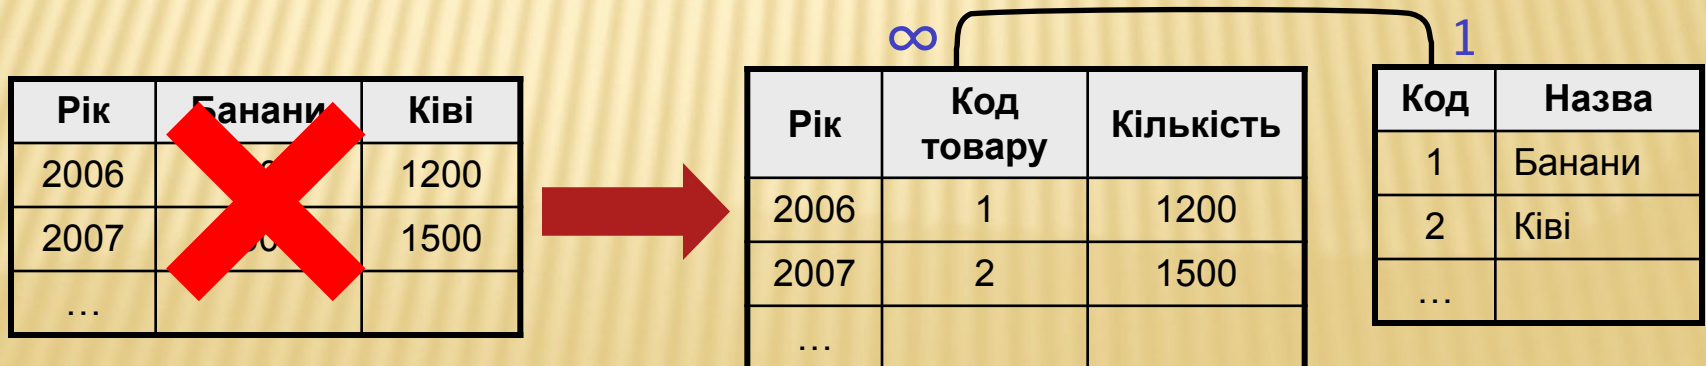 ∞ 1
Рік Банани Ківі
2006 1200
2007 1500
…
Рік Код товару Кількість
2006 1 1200
2007 2 1500
…
Код Назва
1 Банани
2 Ківі
…